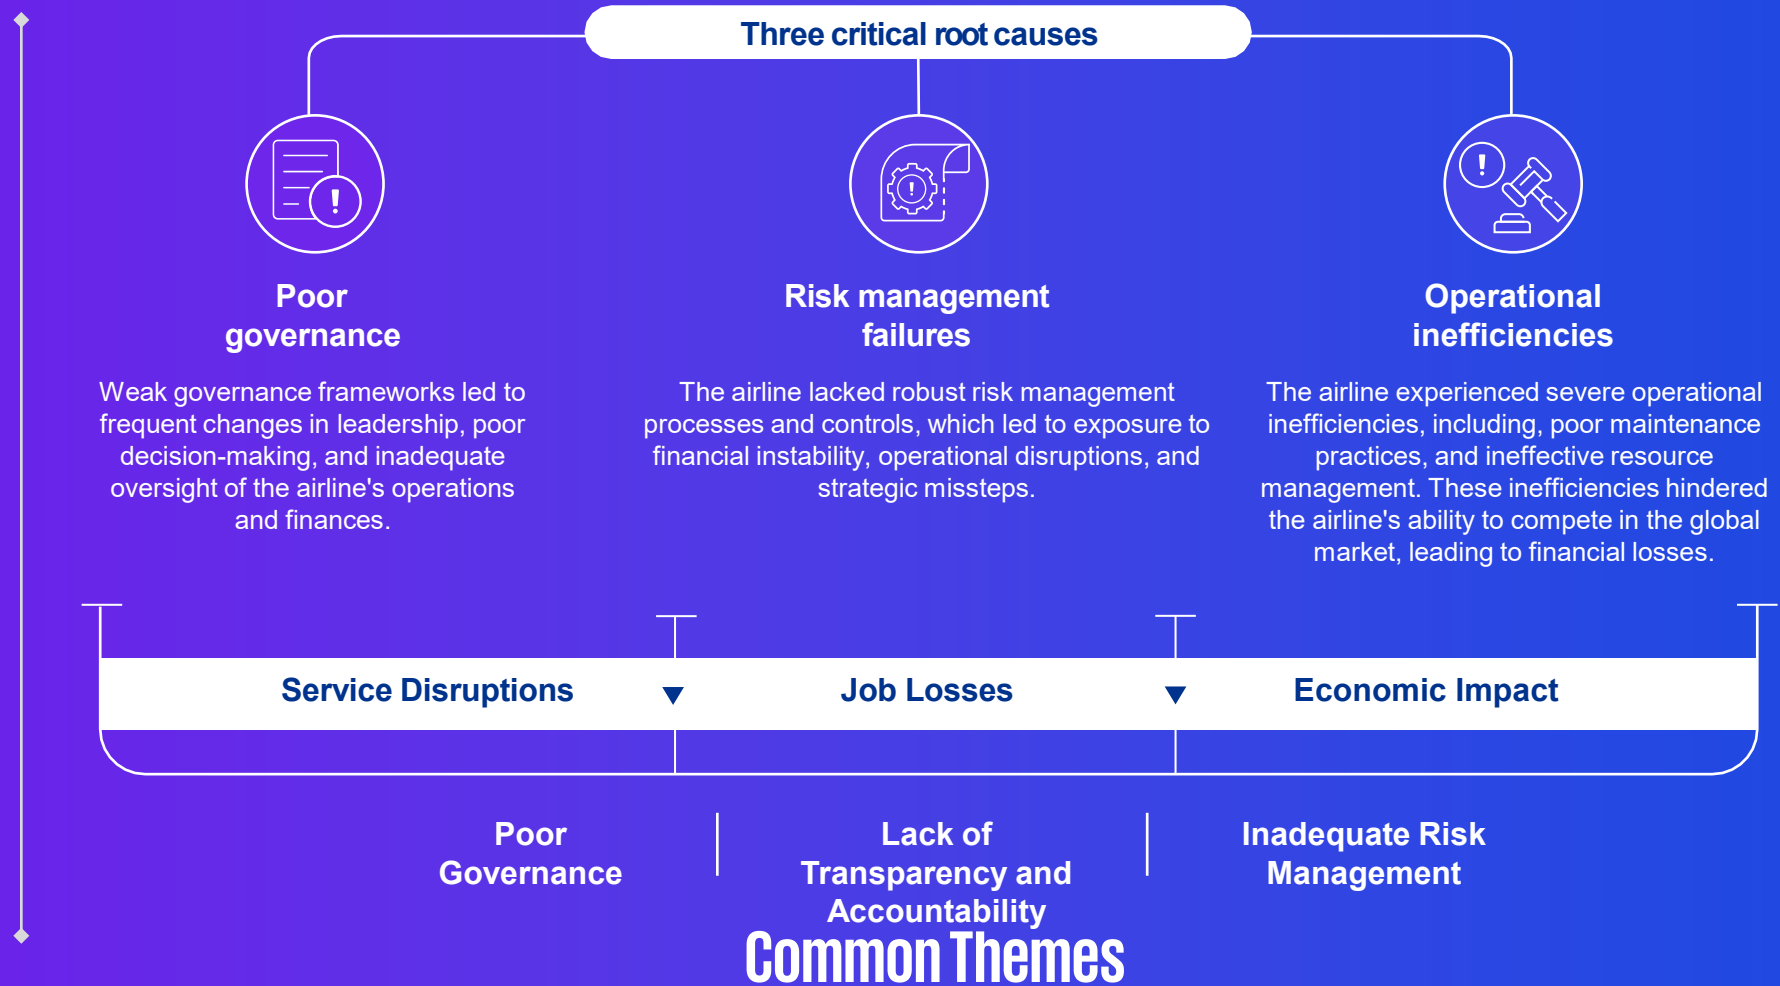 Three critical root causes
Poor
governance
Weak governance frameworks led to
frequent changes in leadership, poor
decision-making, and inadequate
oversight of the airline's operations
and finances.
Risk management
failures
The airline lacked robust risk management
processes and controls, which led to exposure to
financial instability, operational disruptions, and
strategic missteps.
Operational
inefficiencies
The airline experienced severe operational
inefficiencies, including, poor maintenance
practices, and ineffective resource
management. These inefficiencies hindered
the airline's ability to compete in the global
market, leading to financial losses.
Service Disruptions
Job Losses
Economic Impact
Poor
Governance
Lack of
Transparency and
Accountability
Inadequate Risk
Management
Common Themes